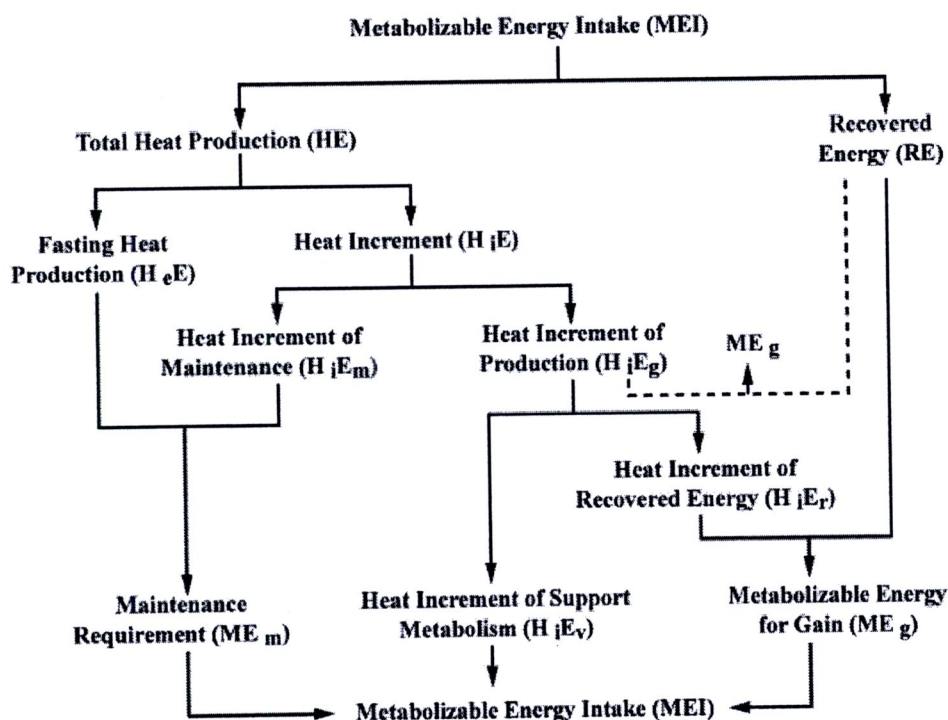 Metabolizable Energy Intake (MEI)
Total Heat Production (HE)
Recovered
Energy (RE)
Fasting Heat
Production (H eE)
Heat Increment (H iE)
Heat Increment of
Maintenance (H iEm)
Heat Increment of
Production (H iEg)
ME g
Heat Increment of
Recovered Energy (H iEr)
Maintenance
Requirement (ME m)
Heat Increment of Support
Metabolism (H iEv)
Metabolizable Energy
for Gain (ME g)
Metabolizable Energy Intake (MEI)